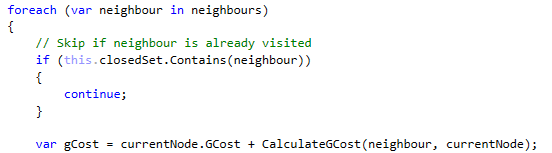 foreach (var neighbour in neighbours)
{
    // Skip if neighbour is already visited
    if (this.closedSet.Contains(neighbour))
    {
        continue;
    }

    var gCost = currentNode.GCost + CalculateGCost(neighbour, currentNode);